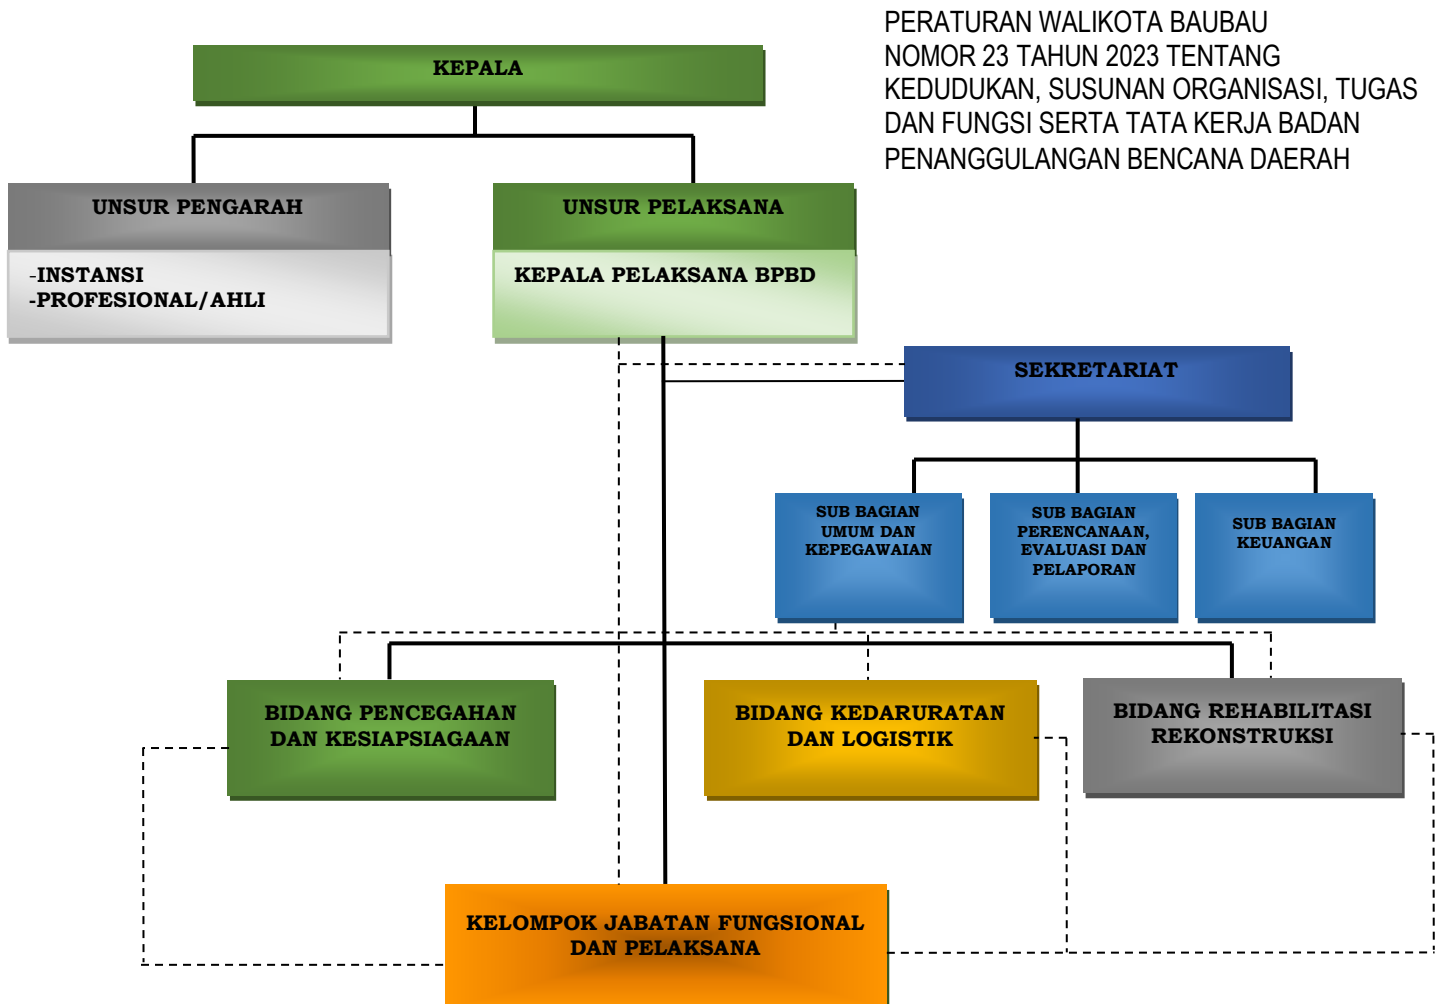 PERATURAN WALIKOTA BAUBAU
NOMOR 23 TAHUN 2023 TENTANG
KEDUDUKAN, SUSUNAN ORGANISASI, TUGAS
DAN FUNGSI SERTA TATA KERJA BADAN
PENANGGULANGAN BENCANA DAERAH
KEPALA
UNSUR PENGARAH
-INSTANSI
-PROFESIONAL/AHLI
UNSUR PELAKSANA
KEPALA PELAKSANA BPBD
SEKRETARIAT
SUB BAGIAN
UMUM DAN
KEPEGAWAIAN
SUB BAGIAN
PERENCANAAN,
EVALUASI DAN
PELAPORAN
SUB BAGIAN
KEUANGAN
BIDANG PENCEGAHAN
DAN KESIAPSIAGAAN
BIDANG KEDARURATAN
DAN LOGISTIK
BIDANG REHABILITASI
REKONSTRUKSI
KELOMPOK JABATAN FUNGSIONAL
DAN PELAKSANA